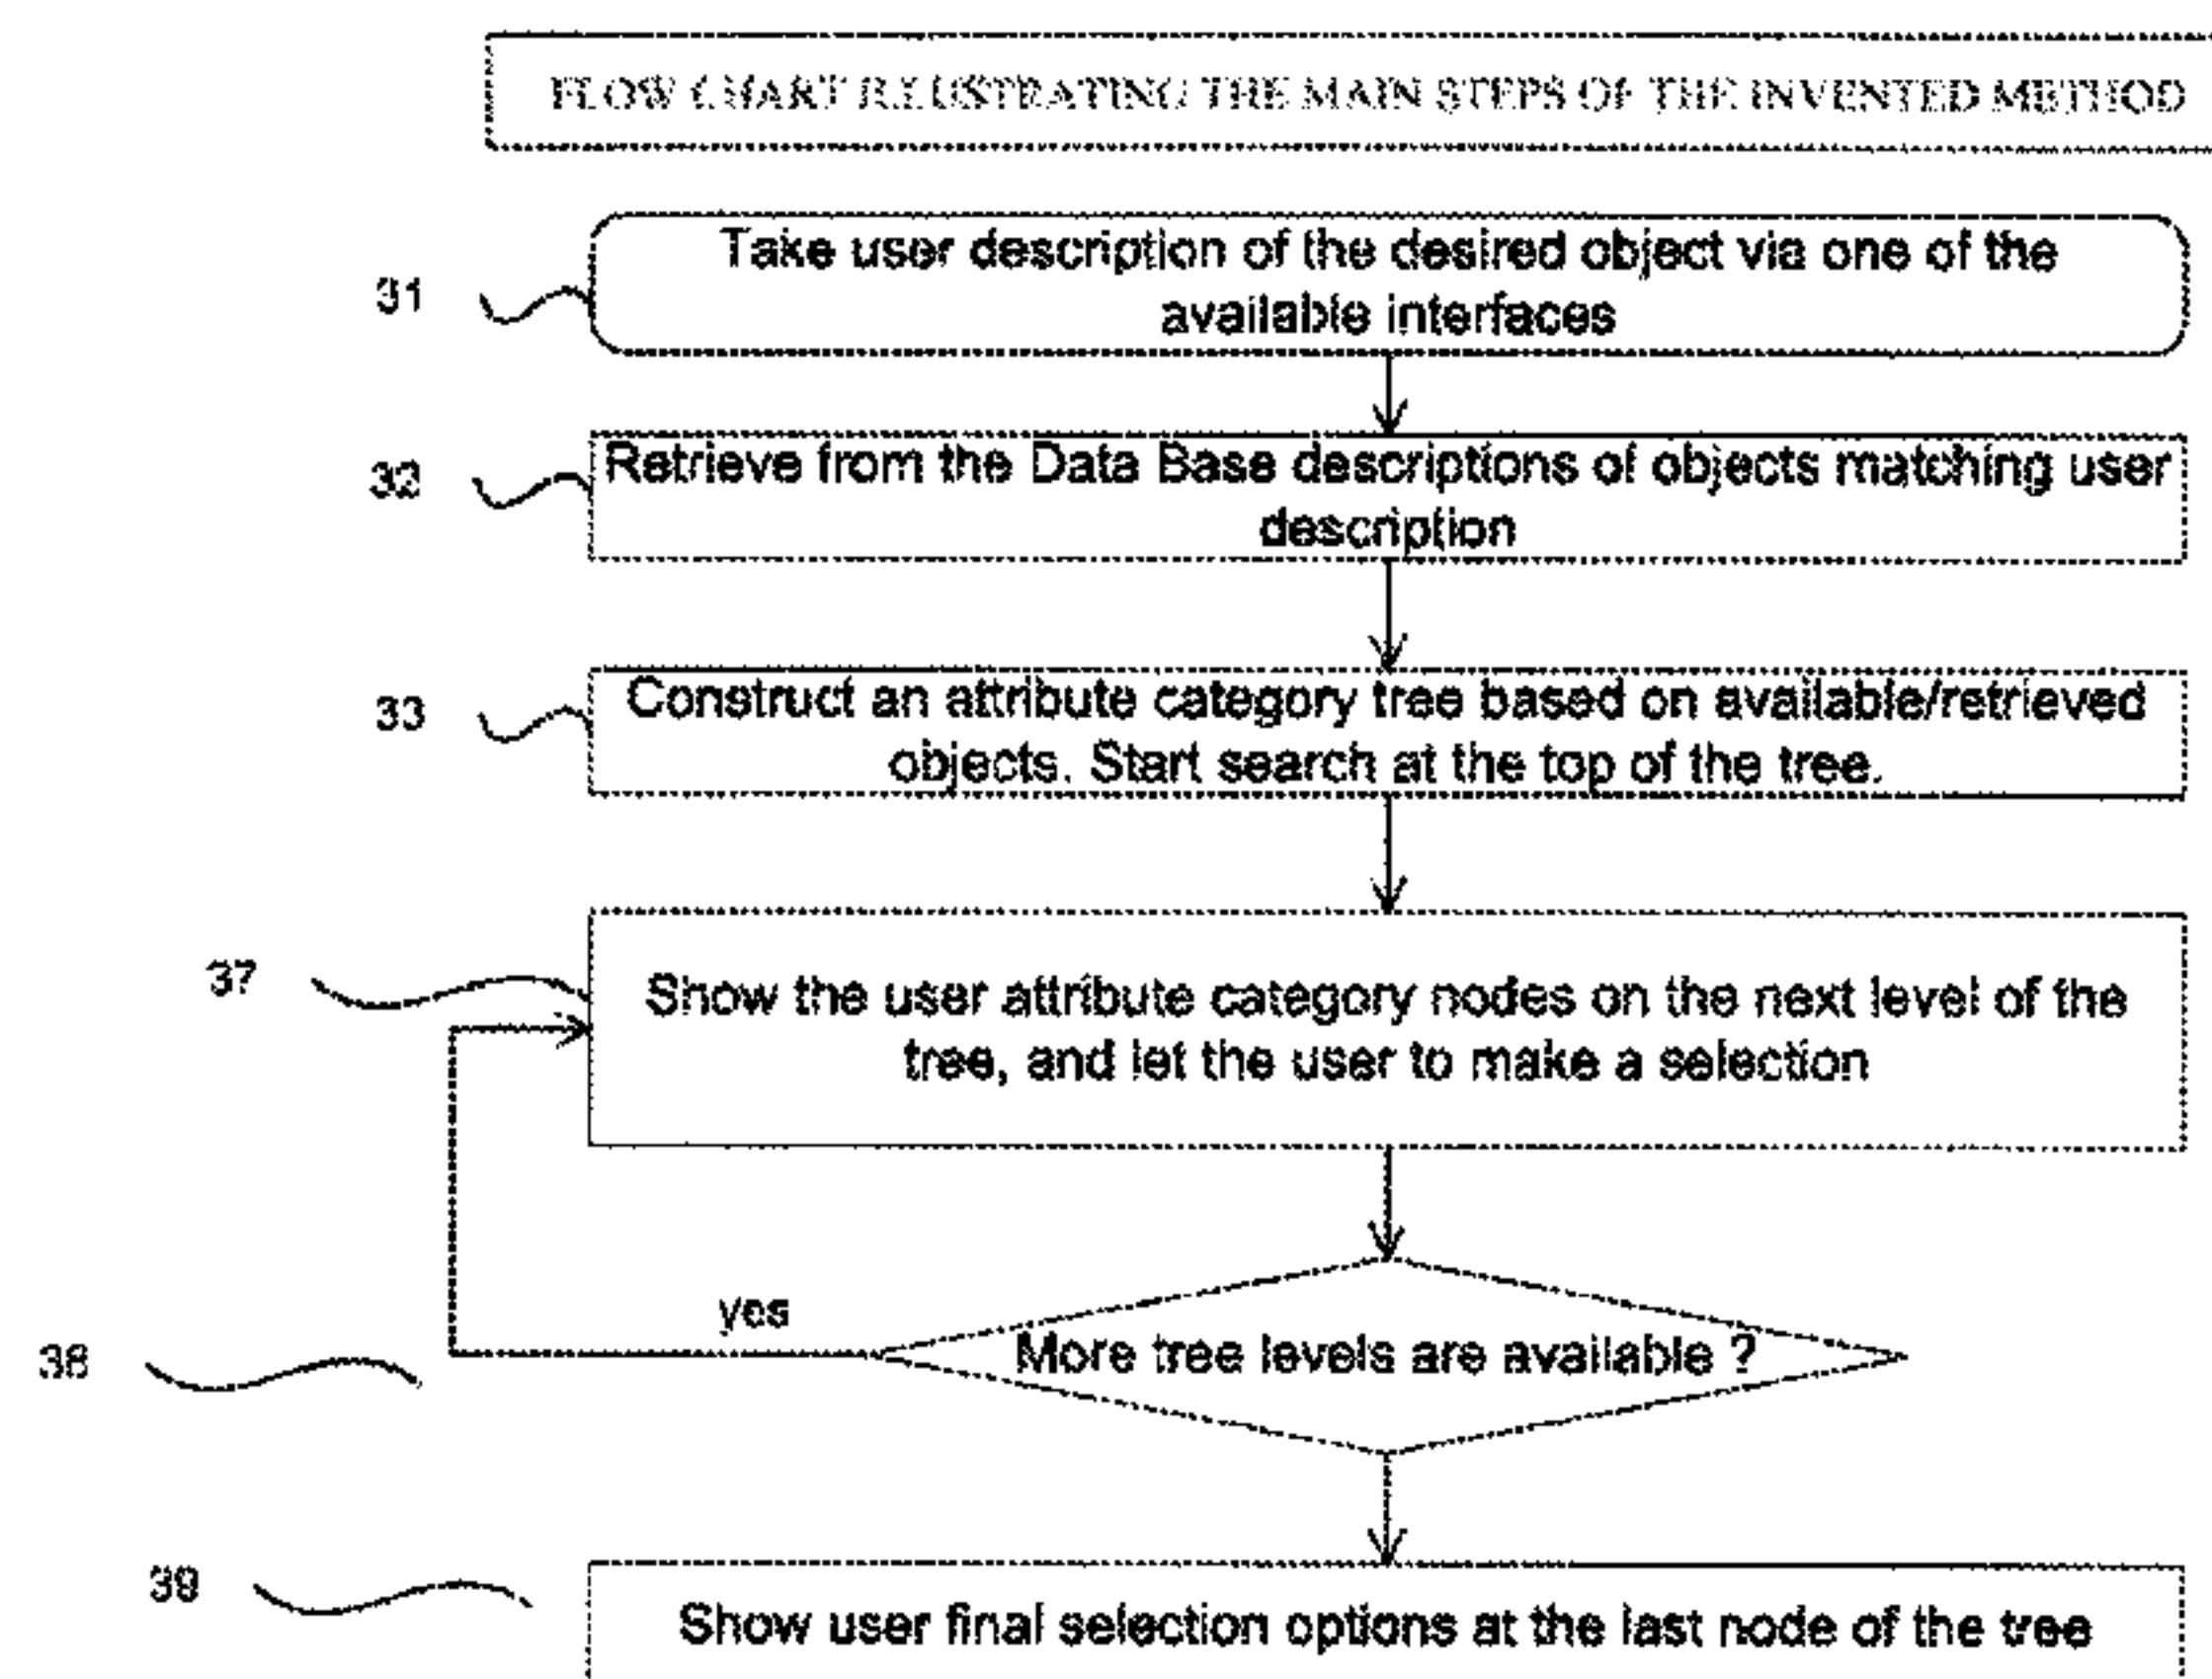 FLOW CHART ILLUSTRATING THE MAIN STEPS OF THE INVENTED METHOD
31
Take user description of the desired object via one of the
available interfaces
32
Retrieve from the Data Base descriptions of objects matching user
description
33
Construct an attribute category tree based on available/retrieved
objects. Start search at the top of the tree.
37
Show the user attribute category nodes on the next level of the
tree, and let the user to make a selection
yes
38
More tree levels are available ?
39
Show user final selection options at the last node of the tree